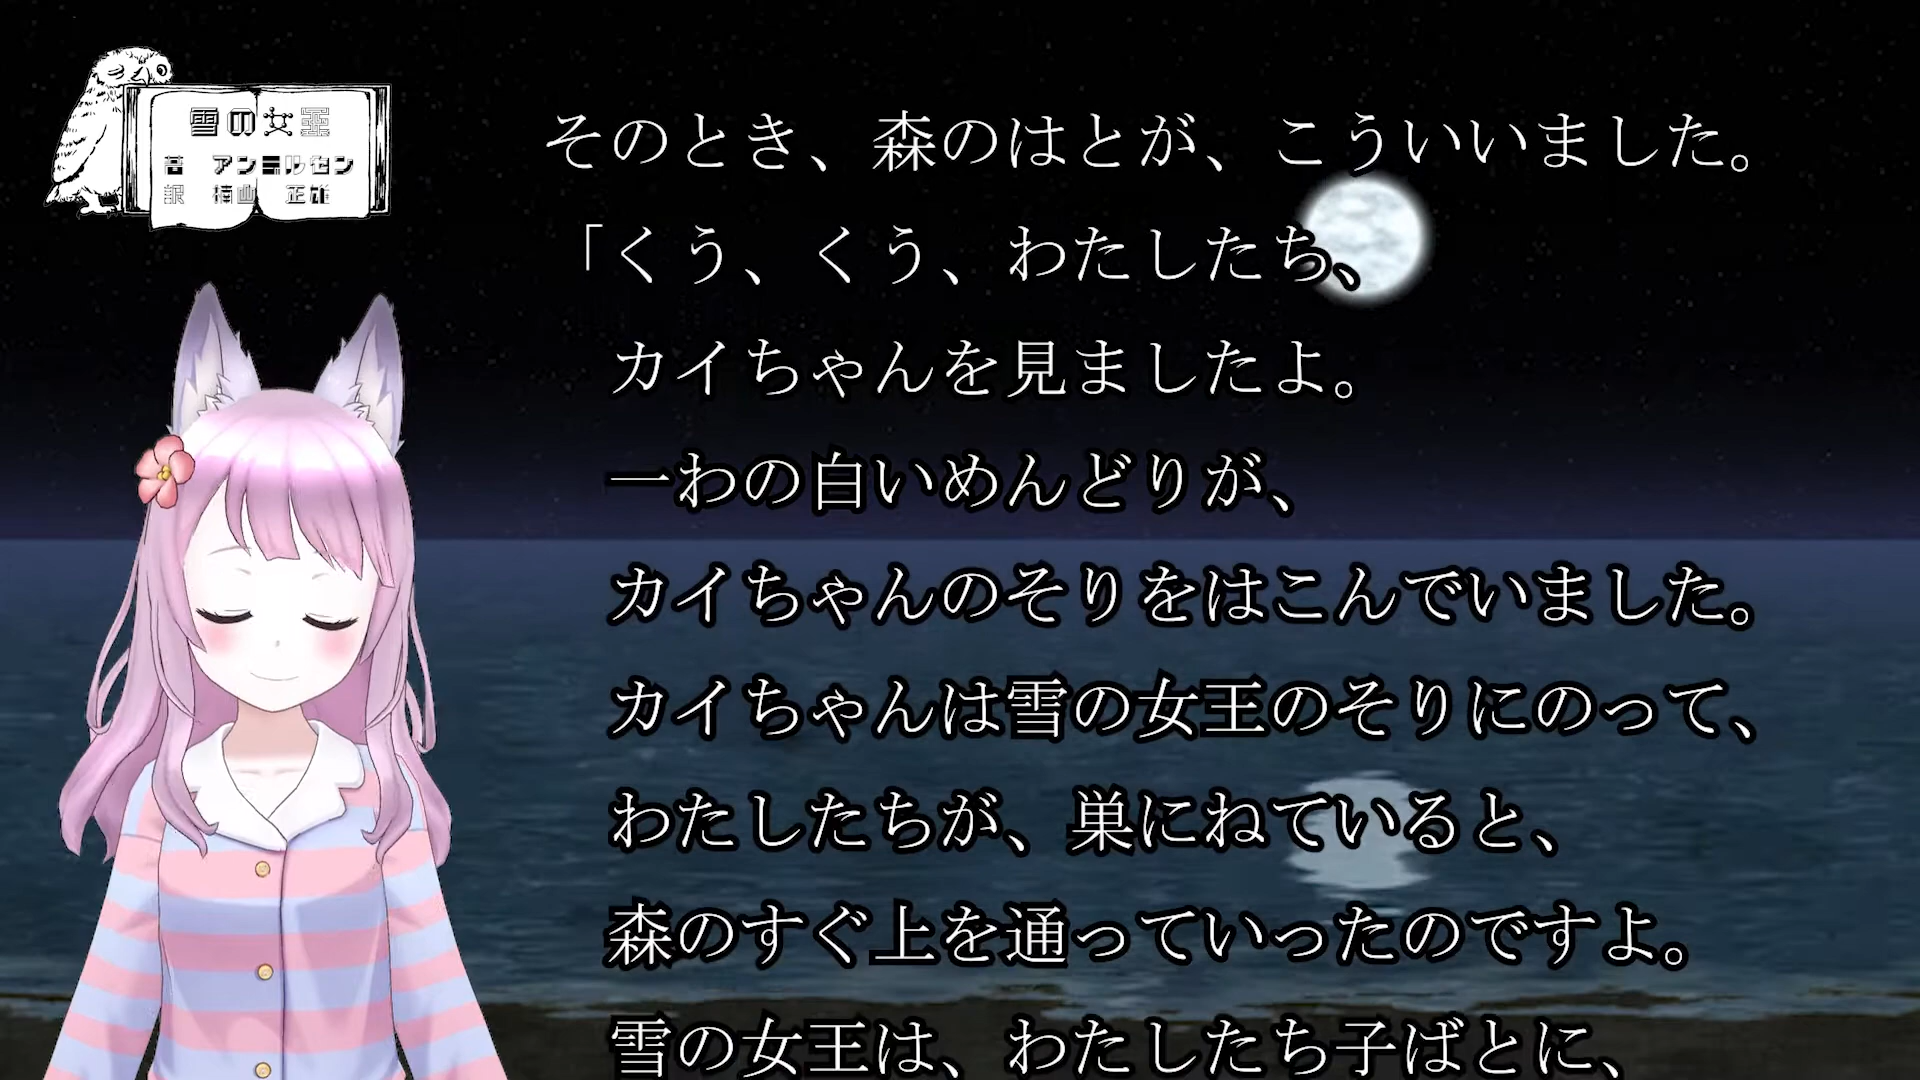 雪の女王
著 アンデルセン
訳 楠山 正雄
そのとき、森のはとが、こういいました。
「くう、くう、わたしたち、
カイちゃんを見ましたよ。
一わの白いめんどりが、
カイちゃんのそりをはこんでいました。
カイちゃんは雪の女王のそりにのって、
わたしたちが、巣にねていると、
森のすぐ上を通っていったのですよ。
雪の女王は、わたしたち子ばとに、